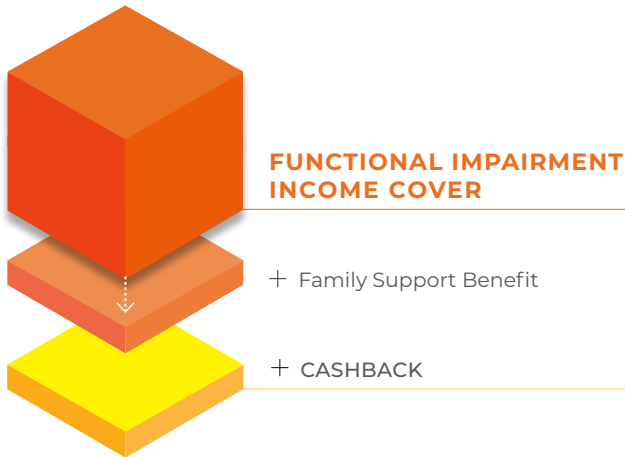 FUNCTIONAL IMPAIRMENT
INCOME COVER
+ Family Support Benefit
+ CASHBACK